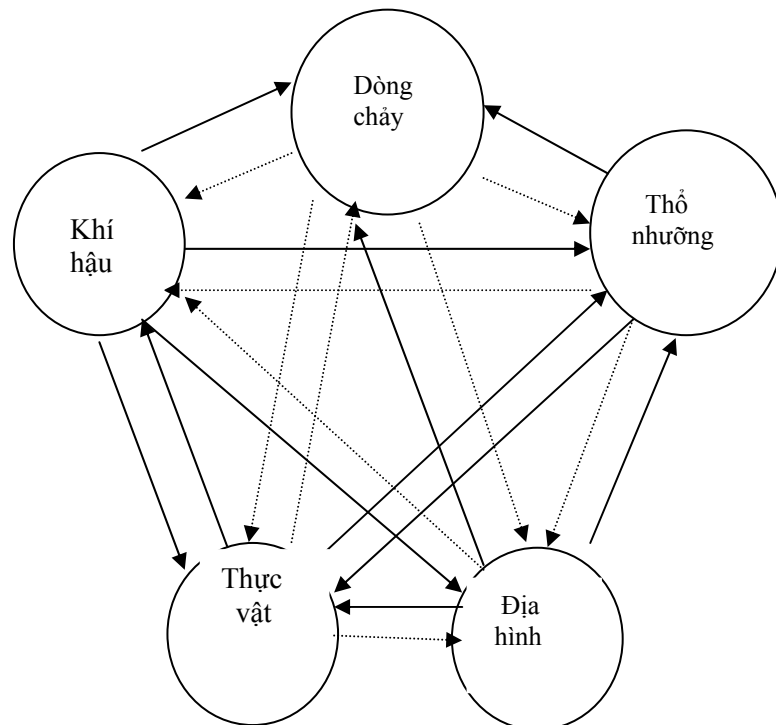 Dòng
chảy
Khí
hậu
Thổ
nhưỡng
Thực
vật
Địa
hình